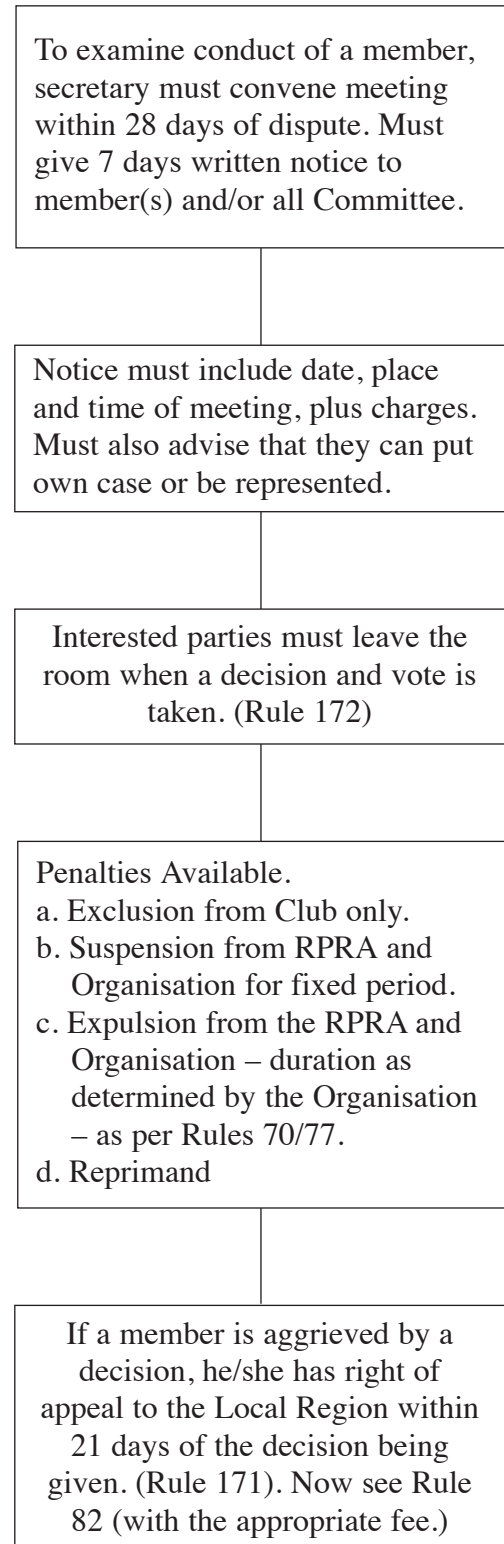 To examine conduct of a member,
secretary must convene meeting
within 28 days of dispute. Must
give 7 days written notice to
member(s) and/or all Committee.
Notice must include date, place
and time of meeting, plus charges.
Must also advise that they can put
own case or be represented.
Interested parties must leave the
room when a decision and vote is
taken. (Rule 172)
Penalties Available.
a. Exclusion from Club only.
b. Suspension from RPRA and
Organisation for fixed period.
c. Expulsion from the RPRA and
Organisation – duration as
determined by the Organisation
– as per Rules 70/77.
d. Reprimand
If a member is aggrieved by a
decision, he/she has right of
appeal to the Local Region within
21 days of the decision being
given. (Rule 171). Now see Rule
82 (with the appropriate fee.)